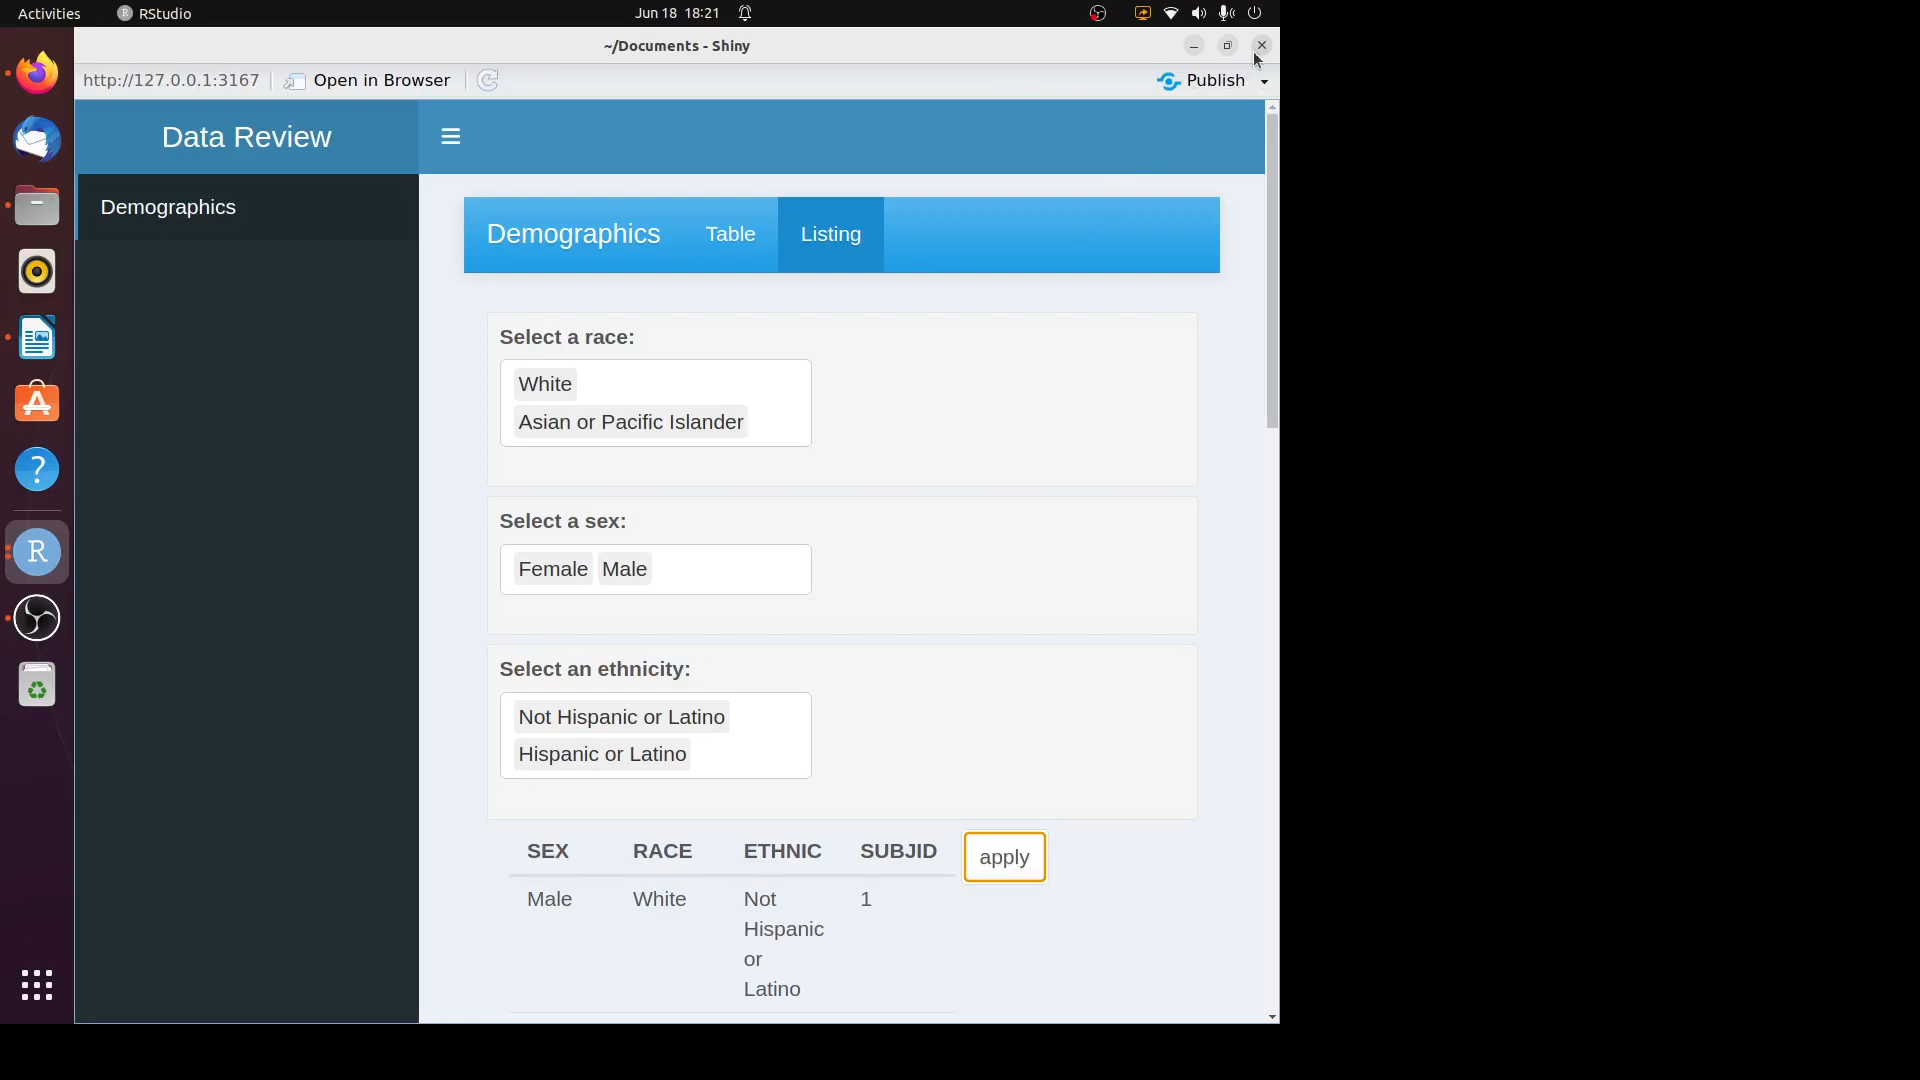 Activities
RStudio
Jun 18 18:21
~/Documents - Shiny
http://127.0.0.1:3167
Open in Browser
Publish
Data Review
Demographics
Demographics
Table
Listing
Select a race:
White
Asian or Pacific Islander
Select a sex:
Female Male
Select an ethnicity:
Not Hispanic or Latino
Hispanic or Latino
SEX RACE ETHNIC SUBJID
apply
Male White Not 1
Hispanic
or
Latino